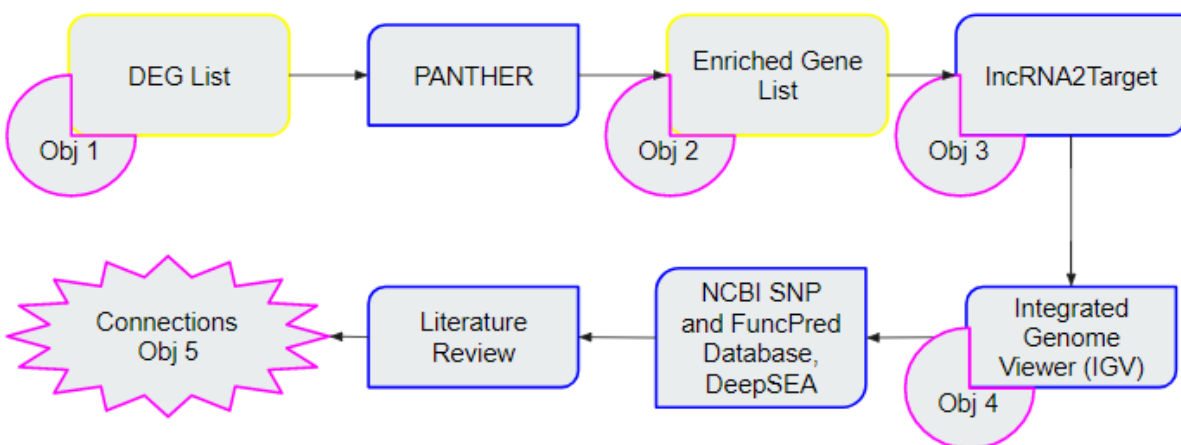 DEG List
Obj 1
PANTHER
Enriched Gene
List
Obj 2
lncRNA2Target
Obj 3
Integrated
Genome
Viewer (IGV)
Obj 4
NCBI SNP
and FuncPred
Database,
DeepSEA
Literature
Review
Connections
Obj 5